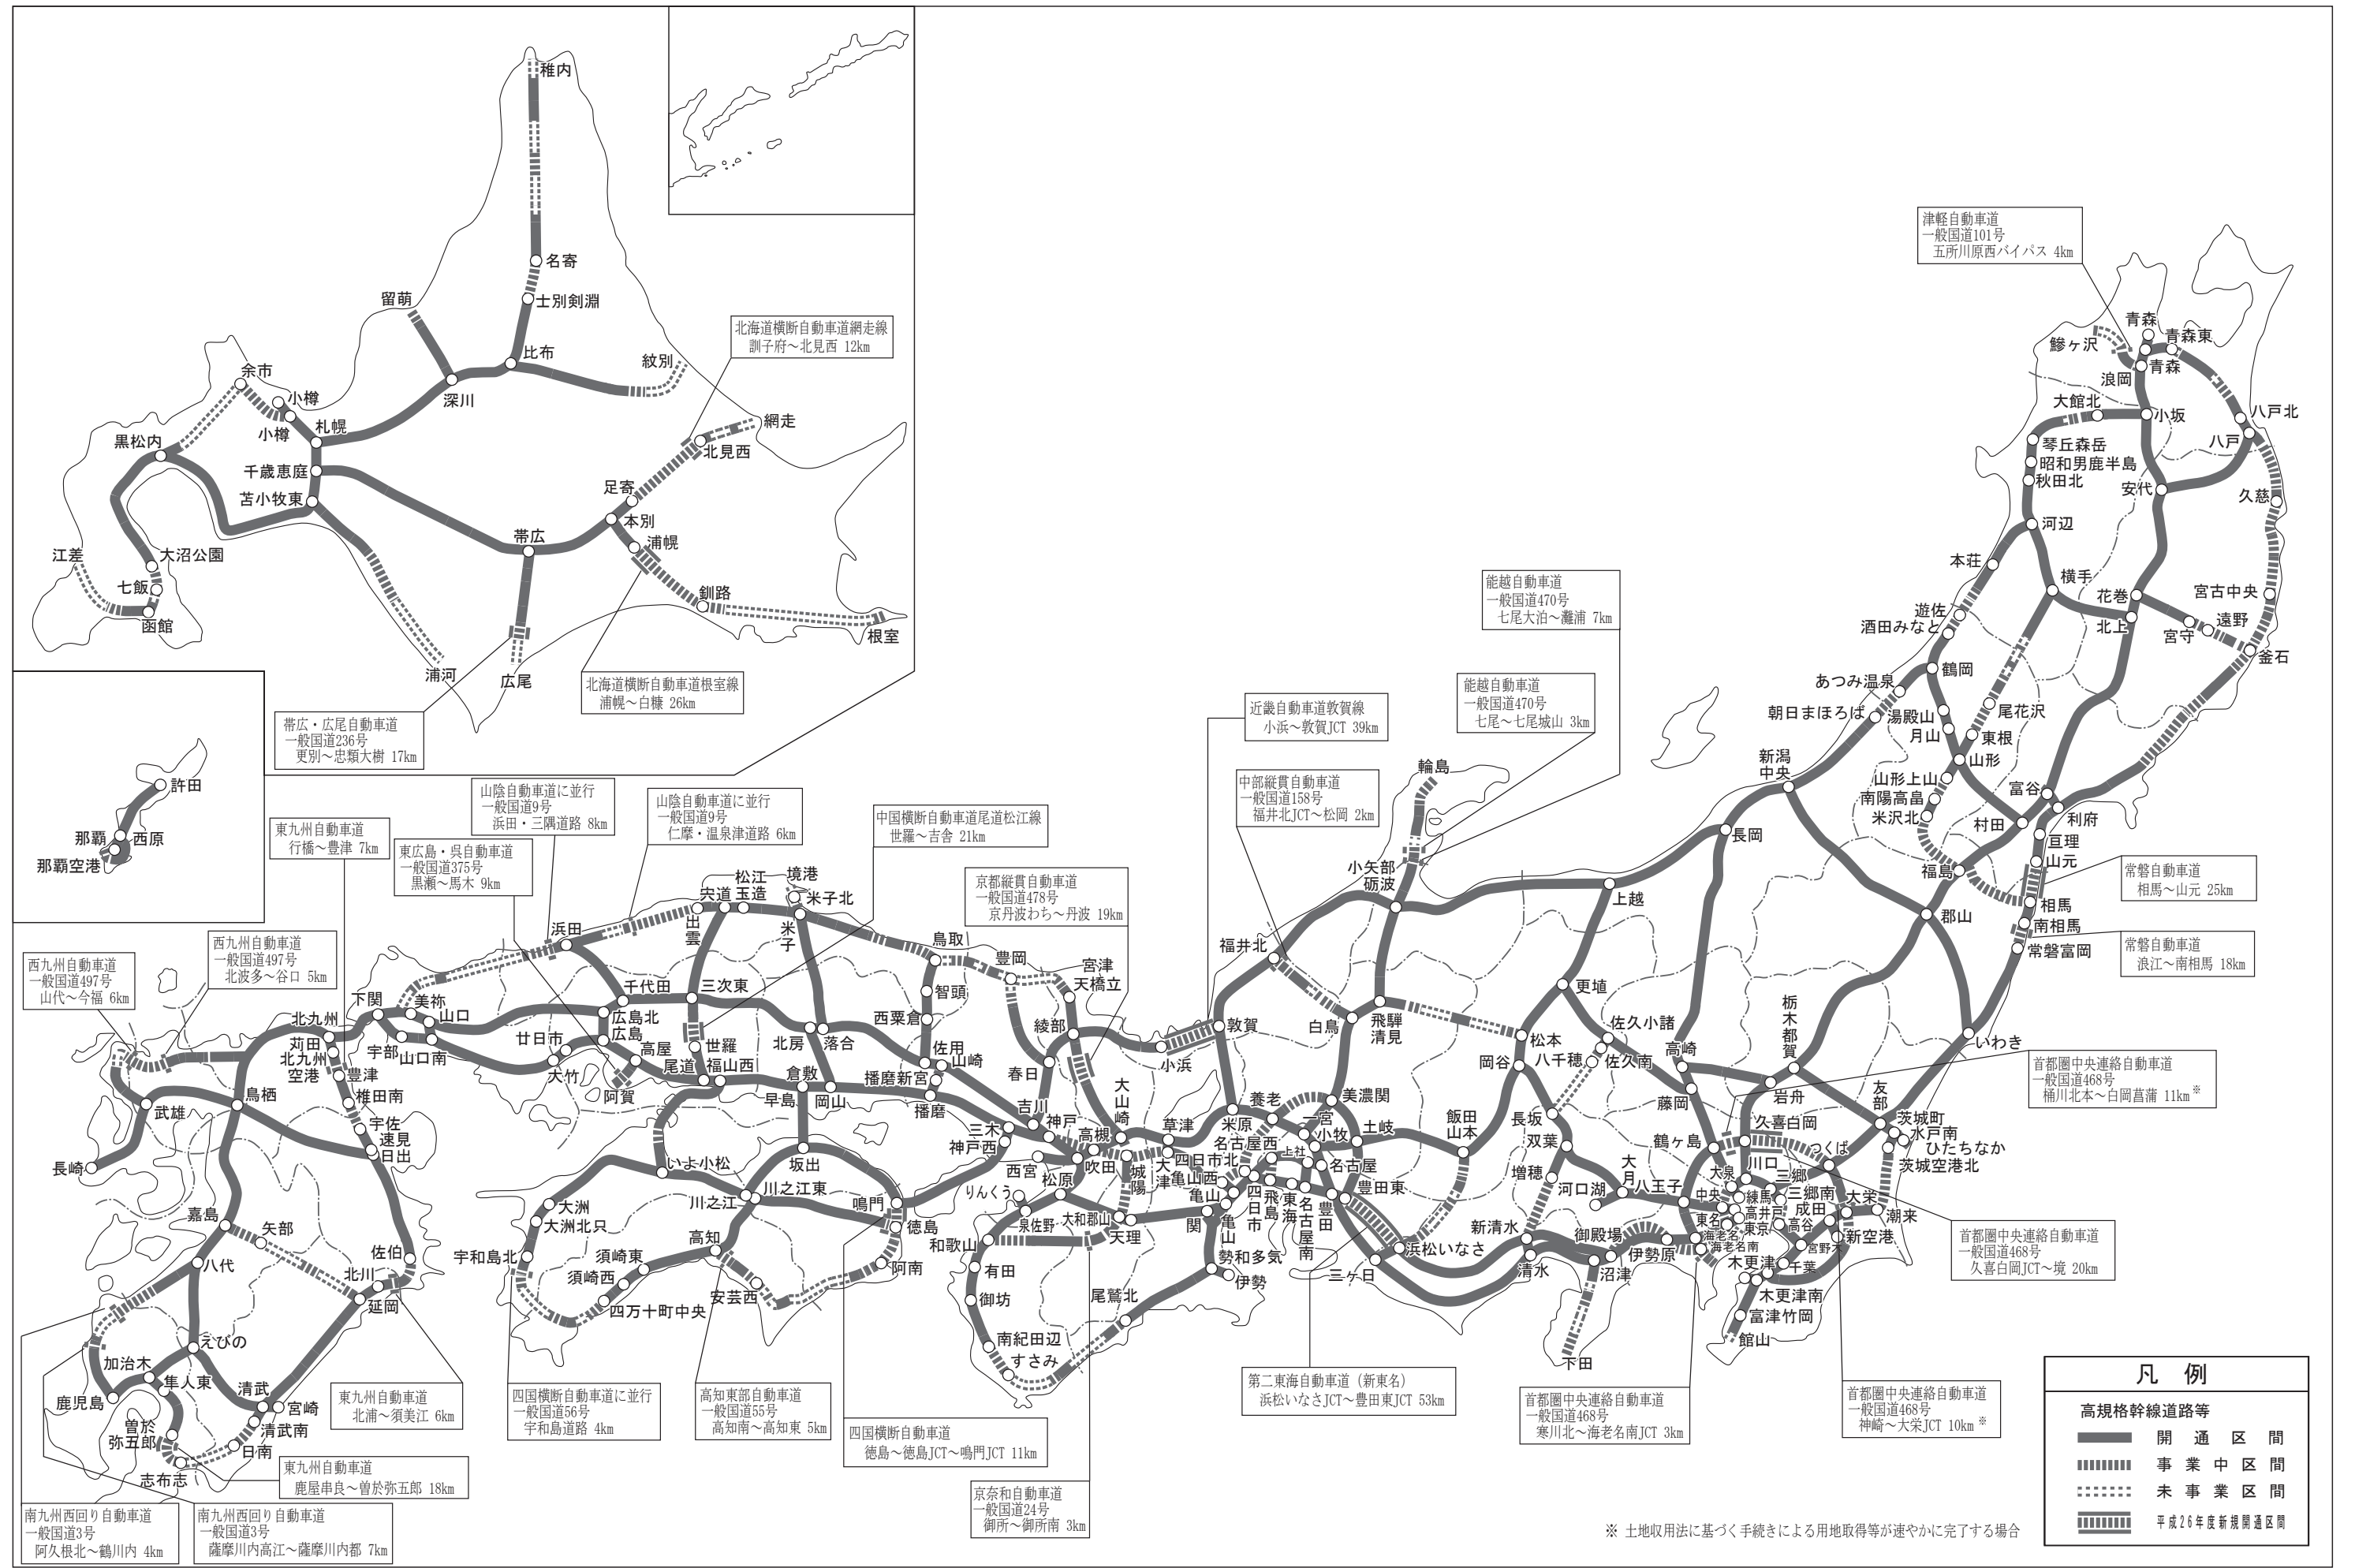 稚内
名寄
士別剣淵
留萌
比布
紋別
深川
余市
小樽
小樽
札幌
黒松内
千歳恵庭
苫小牧東
江差
大沼公園
七飯
函館
浦河
帯広
広尾
足寄
本別
浦幌
釧路
根室
北見西
網走
北海道横断自動車道網走線
訓子府～北見西 12km
北海道横断自動車道根室線
浦幌～白糠 26km
帯広・広尾自動車道
一般国道236号
更別～忠類大樹 17km
許田
那覇
西原
那覇空港
津軽自動車道
一般国道101号
五所川原西バイパス 4km
青森
青森東
鰺ヶ沢
青森
浪岡
大館北
小坂
八戸北
八戸
琴丘森岳
昭和男鹿半島
秋田北
安代
久慈
河辺
本荘
横手
花巻
宮古中央
遊佐
遠野
酒田みなと
北上
宮守
釜石
鶴岡
あつみ温泉
朝日まほろば
湯殿山
月山
尾花沢
東根
新潟中央
山形
山形上山
南陽高畠
米沢北
富谷
利府
村田
亘理
山元
長岡
福島
相馬
南相馬
常磐富岡
郡山
いわき
常磐自動車道
相馬～山元 25km
常磐自動車道
浪江～南相馬 18km
能越自動車道
一般国道470号
七尾大泊～灘浦 7km
能越自動車道
一般国道470号
七尾～七尾城山 3km
近畿自動車道敦賀線
小浜～敦賀JCT 39km
中部縦貫自動車道
一般国道158号
福井北JCT～松岡 2km
輪島
小矢部砺波
上越
福井北
更埴
白鳥
飛騨清見
松本
佐久小諸
岡谷
八千穂
佐久南
高崎
栃木都賀
藤岡
岩舟
友部
茨城町
水戸南
ひたちなか
茨城空港北
首都圏中央連絡自動車道
一般国道468号
桶川北本～白岡菖蒲 11km※
首都圏中央連絡自動車道
一般国道468号
久喜白岡JCT～境 20km
首都圏中央連絡自動車道
一般国道468号
神崎～大栄JCT 10km※
首都圏中央連絡自動車道
一般国道468号
寒川北～海老名南JCT 3km
久喜白岡
つくば
鶴ヶ島
川口
三郷
大泉
練馬
三郷南
大栄
潮来
成田
新空港
中央
高井戸
高谷
東名
東京
海老名
海老名南
宮野木
千葉
木更津
木更津南
富津竹岡
館山
八王子
大月
河口湖
長坂
双葉
増穂
新清水
清水
御殿場
沼津
伊勢原
下田
飯田山本
浜松いなさ
三ヶ日
第二東海自動車道（新東名）
浜松いなさJCT～豊田東JCT 53km
養老
美濃関
一宮
小牧
土岐
米原
名古屋西
上社
名古屋
豊田東
豊田
名古屋南
東海
飛島
四日市
四日市北
亀山西
亀山
亀山
関
勢和多気
伊勢
尾鷲北
草津
大津
敦賀
小浜
山陰自動車道に並行
一般国道9号
浜田・三隅道路 8km
山陰自動車道に並行
一般国道9号
仁摩・温泉津道路 6km
中国横断自動車道尾道松江線
世羅～吉舎 21km
京都縦貫自動車道
一般国道478号
京丹波わち～丹波 19km
東九州自動車道
行橋～豊津 7km
東広島・呉自動車道
一般国道375号
黒瀬～馬木 9km
西九州自動車道
一般国道497号
北波多～谷口 5km
西九州自動車道
一般国道497号
山代～今福 6km
浜田
出雲
宍道
松江玉造
境港
米子北
米子
鳥取
豊岡
宮津天橋立
千代田
三次東
智頭
西粟倉
綾部
下関
美祢
山口
宇部
山口南
広島北
広島
廿日市
大竹
高屋
阿賀
世羅
尾道
福山西
北房
落合
佐用
山崎
春日
大山崎
倉敷
早島
岡山
播磨新宮
播磨
吉川
神戸
三木
神戸西
高槻
吹田
西宮
松原
城陽
りんくう
泉佐野
大和郡山
天理
和歌山
有田
御坊
南紀田辺
すさみ
京奈和自動車道
一般国道24号
御所～御所南 3km
坂出
いよ小松
川之江
川之江東
鳴門
徳島
阿南
大洲
大洲北只
宇和島北
高知
須崎東
須崎西
四万十町中央
安芸西
四国横断自動車道に並行
一般国道56号
宇和島道路 4km
高知東部自動車道
一般国道55号
高知南～高知東 5km
四国横断自動車道
徳島～徳島JCT～鳴門JCT 11km
北九州
苅田北九州空港
豊津
椎田南
宇佐
速見
日出
鳥栖
武雄
長崎
嘉島
矢部
八代
佐伯
北川
延岡
えびの
加治木
隼人東
鹿児島
清武
宮崎
清武南
曽於弥五郎
日南
志布志
東九州自動車道
北浦～須美江 6km
東九州自動車道
鹿屋串良～曽於弥五郎 18km
南九州西回り自動車道
一般国道3号
阿久根北～鶴川内 4km
南九州西回り自動車道
一般国道3号
薩摩川内高江～薩摩川内都 7km
凡例
高規格幹線道路等
開通区間
事業中区間
未事業区間
平成26年度新規開通区間
※ 土地収用法に基づく手続きによる用地取得等が速やかに完了する場合